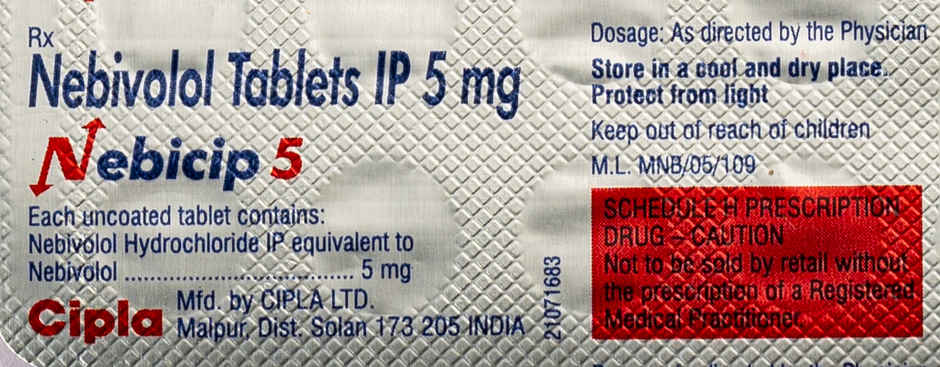 Rx
Nebivolol Tablets IP 5 mg
Nebicip 5
Each uncoated tablet contains:
Nebivolol Hydrochloride IP equivalent to
Nebivolol .................................. 5 mg
Cipla
Mfd. by CIPLA LTD.
Malpur, Dist. Solan 173 205 INDIA
21071683
Dosage: As directed by the Physician
Store in a cool and dry place.
Protect from light
Keep out of reach of children
M.L. MNB/05/109
SCHEDULE H PRESCRIPTION
DRUG – CAUTION
Not to be sold by retail without
the prescription of a Registered
Medical Practitioner.